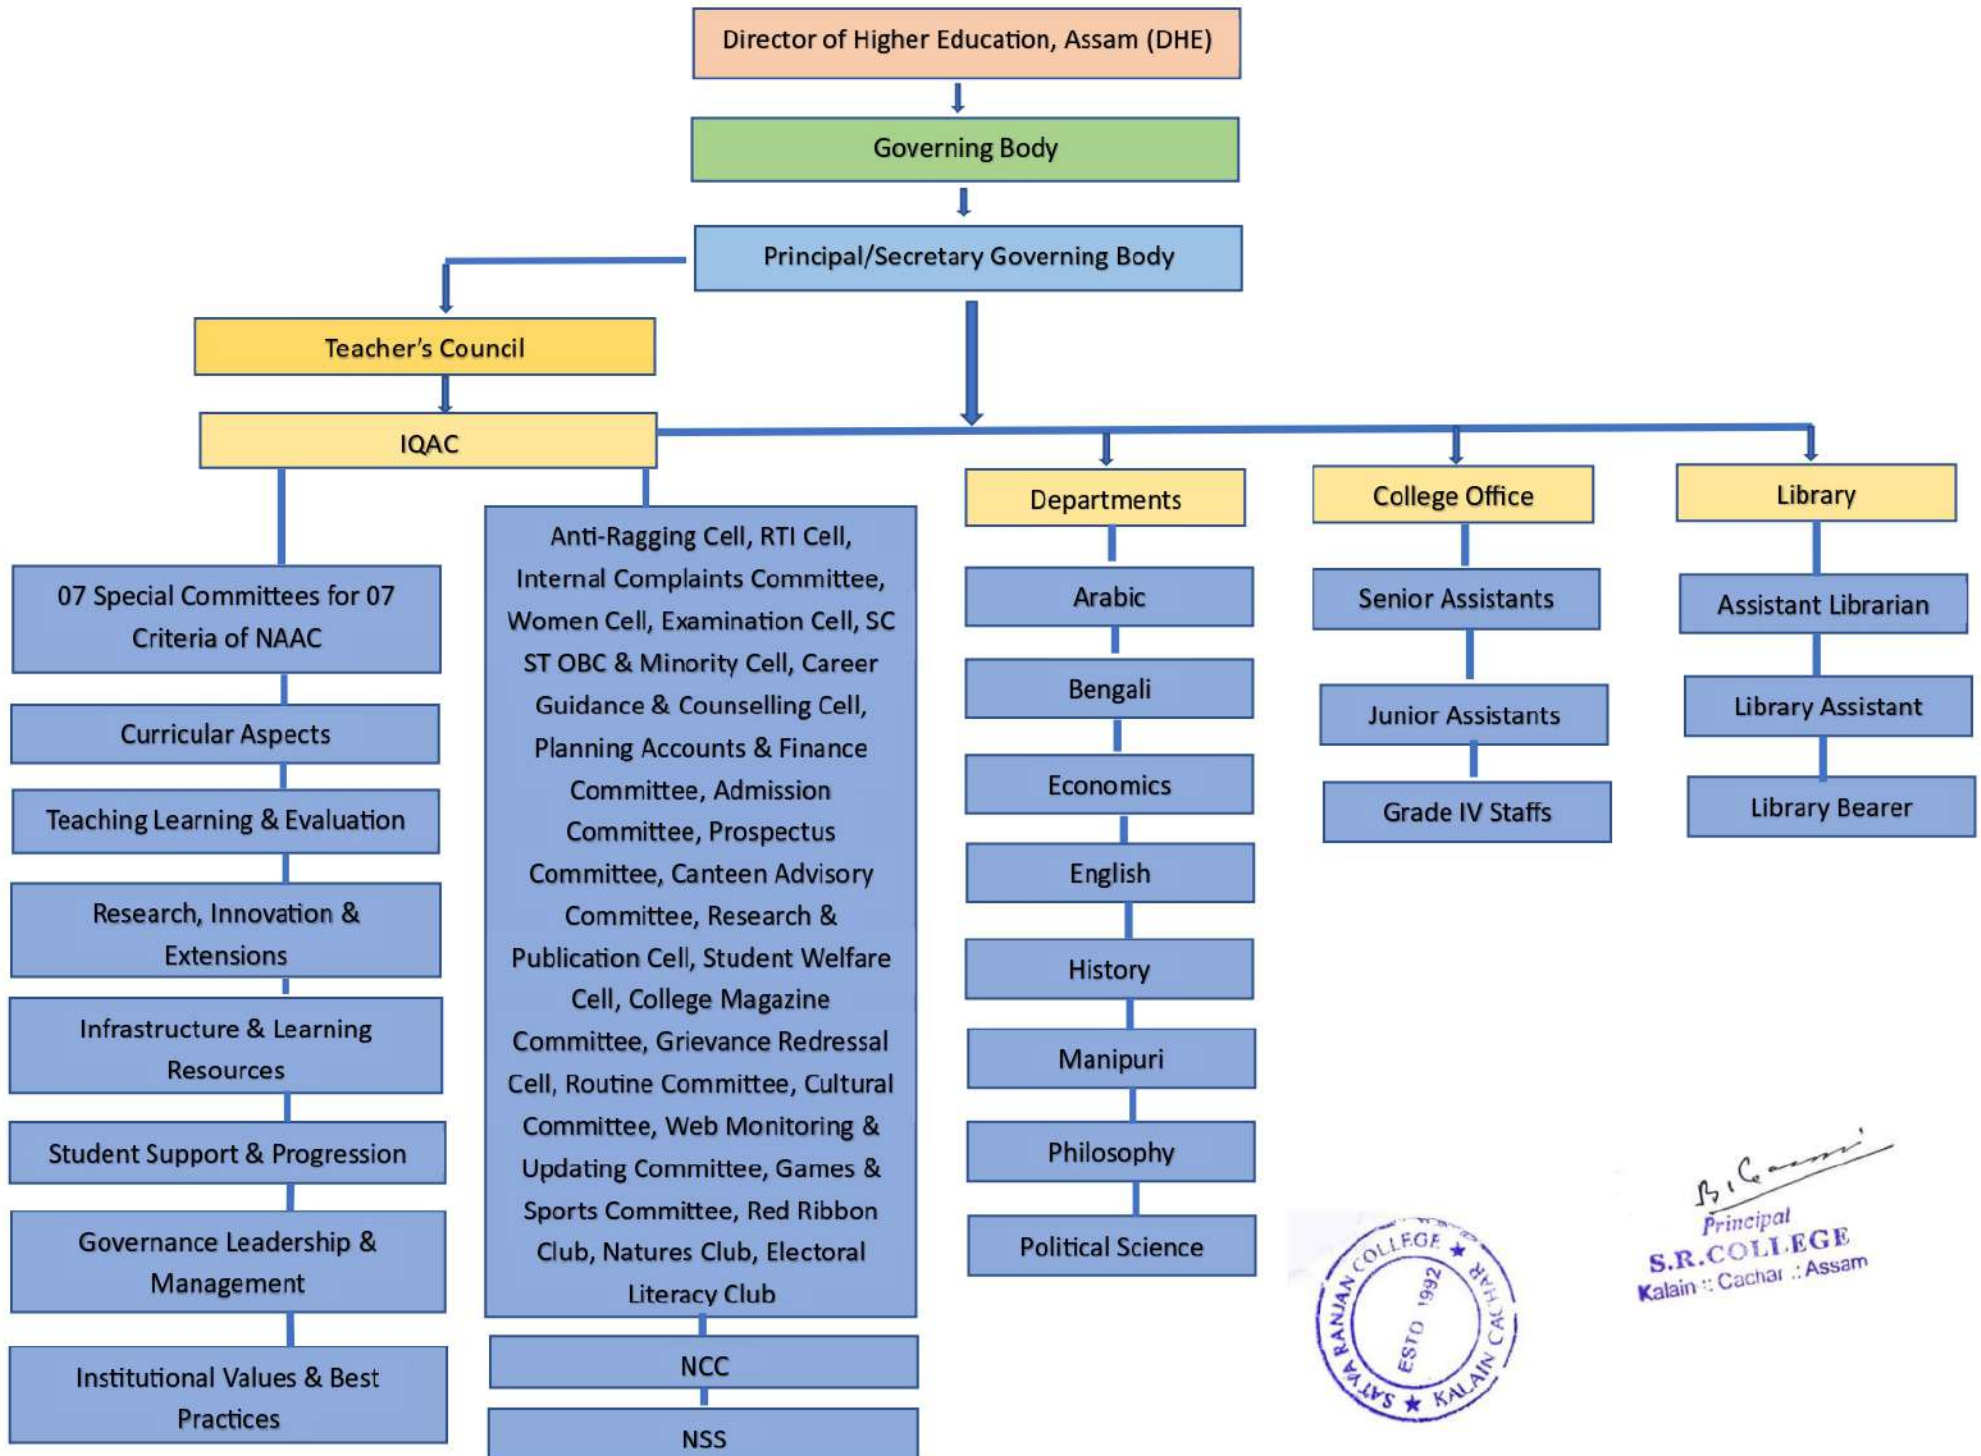 Director of Higher Education, Assam (DHE)
Governing Body
Principal/Secretary Governing Body
Teacher's Council
IQAC
07 Special Committees for 07
Criteria of NAAC
Curricular Aspects
Teaching Learning & Evaluation
Research, Innovation &
Extensions
Infrastructure & Learning
Resources
Student Support & Progression
Governance Leadership &
Management
Institutional Values & Best
Practices
Anti-Ragging Cell, RTI Cell,
Internal Complaints Committee,
Women Cell, Examination Cell, SC
ST OBC & Minority Cell, Career
Guidance & Counselling Cell,
Planning Accounts & Finance
Committee, Admission
Committee, Prospectus
Committee, Canteen Advisory
Committee, Research &
Publication Cell, Student Welfare
Cell, College Magazine
Committee, Grievance Redressal
Cell, Routine Committee, Cultural
Committee, Web Monitoring &
Updating Committee, Games &
Sports Committee, Red Ribbon
Club, Natures Club, Electoral
Literacy Club
NCC
NSS
Departments
Arabic
Bengali
Economics
English
History
Manipuri
Philosophy
Political Science
College Office
Senior Assistants
Junior Assistants
Grade IV Staffs
Library
Assistant Librarian
Library Assistant
Library Bearer
SATYA RANJAN COLLEGE ★ KALAIN CACHAR ★
ESTD 1992
Principal
S.R.COLLEGE
Kalain :: Cachar .: Assam